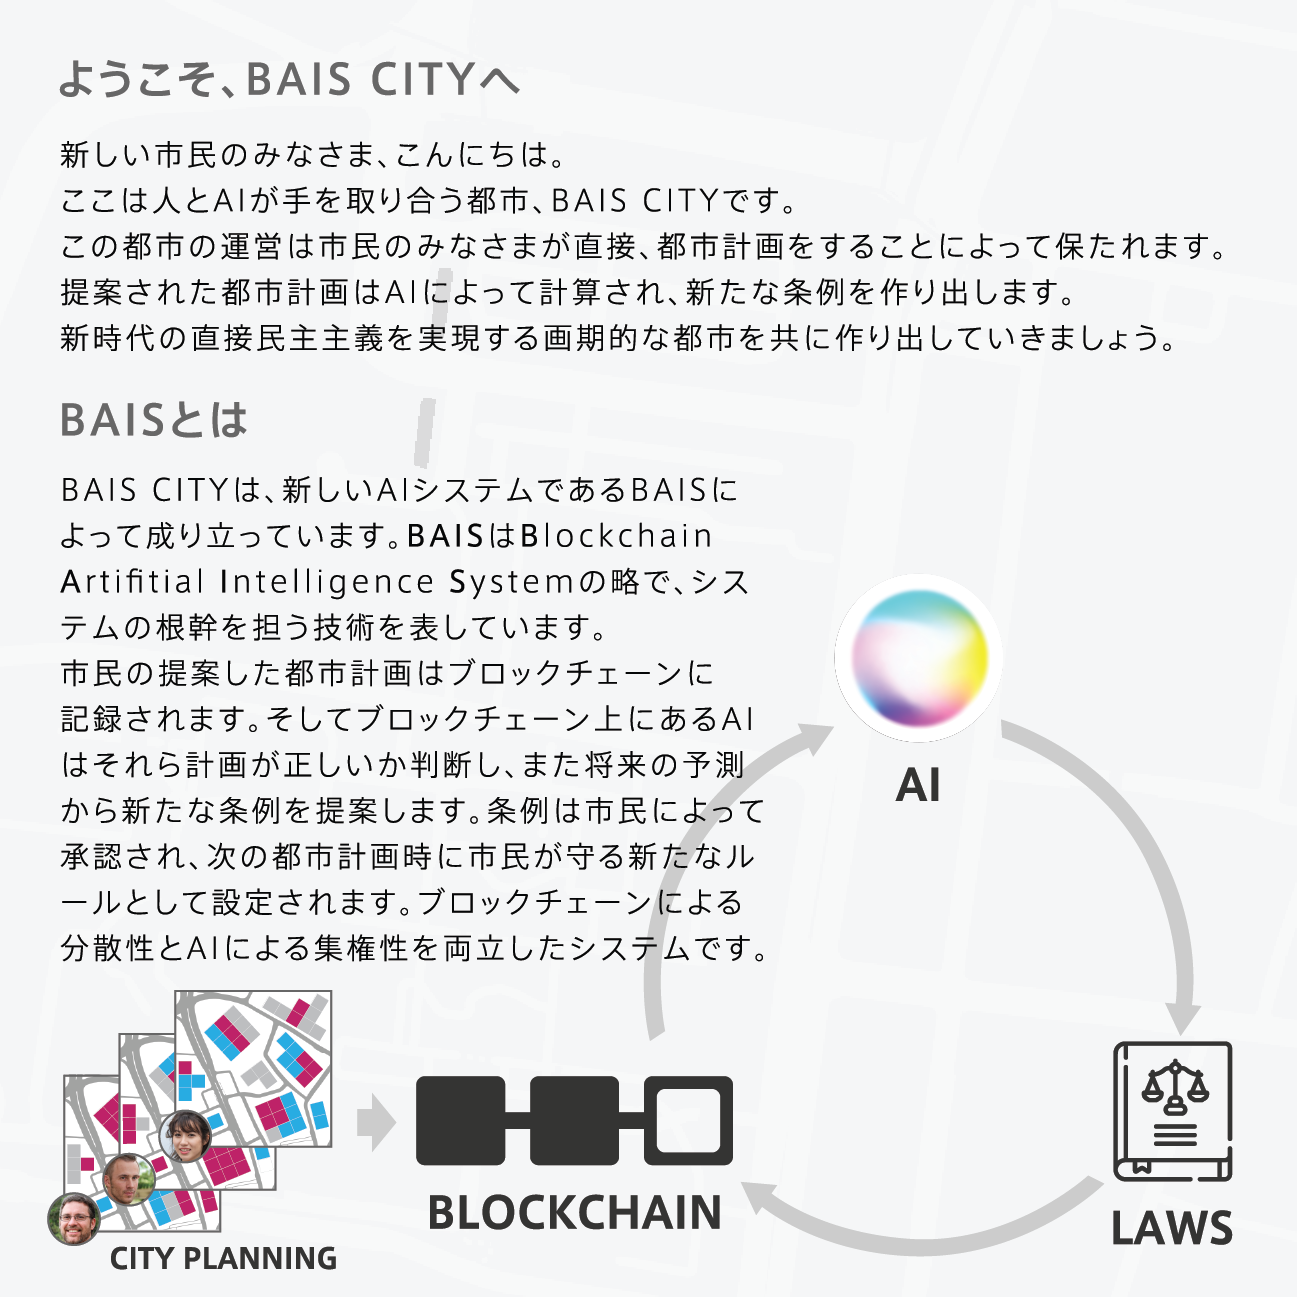 ようこそ、BAIS CITYへ
新しい市民のみなさま、こんにちは。
ここは人とAIが手を取り合う都市、BAIS CITYです。
この都市の運営は市民のみなさまが直接、都市計画をすることによって保たれます。
提案された都市計画はAIによって計算され、新たな条例を作り出します。
新時代の直接民主主義を実現する画期的な都市を共に作り出していきましょう。
BAISとは
BAIS CITYは、新しいAIシステムであるBAISに
よって成り立っています。BAISはBlockchain
Artifitial Intelligence Systemの略で、シス
テムの根幹を担う技術を表しています。
市民の提案した都市計画はブロックチェーンに
記録されます。そしてブロックチェーン上にあるAI
はそれら計画が正しいか判断し、また将来の予測
から新たな条例を提案します。条例は市民によって
承認され、次の都市計画時に市民が守る新たなル
ールとして設定されます。ブロックチェーンによる
分散性とAIによる集権性を両立したシステムです。
AI
BLOCKCHAIN
LAWS
CITY PLANNING